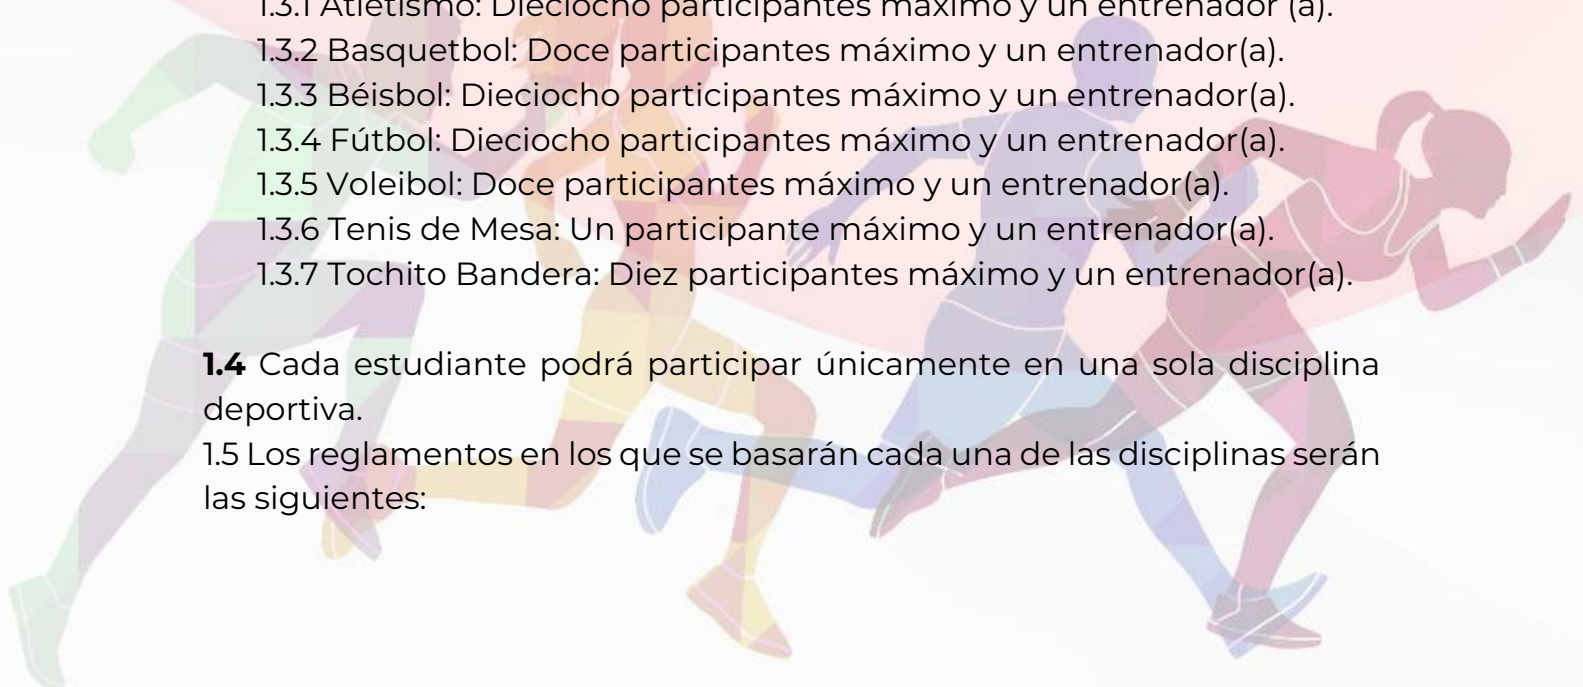 1.3.1 Atletismo: Dieciocho participantes máximo y un entrenador (a).
1.3.2 Basquetbol: Doce participantes máximo y un entrenador(a).
1.3.3 Béisbol: Dieciocho participantes máximo y un entrenador(a).
1.3.4 Fútbol: Dieciocho participantes máximo y un entrenador(a).
1.3.5 Voleibol: Doce participantes máximo y un entrenador(a).
1.3.6 Tenis de Mesa: Un participante máximo y un entrenador(a).
1.3.7 Tochito Bandera: Diez participantes máximo y un entrenador(a).
1.4 Cada estudiante podrá participar únicamente en una sola disciplina
deportiva.
1.5 Los reglamentos en los que se basarán cada una de las disciplinas serán
las siguientes: